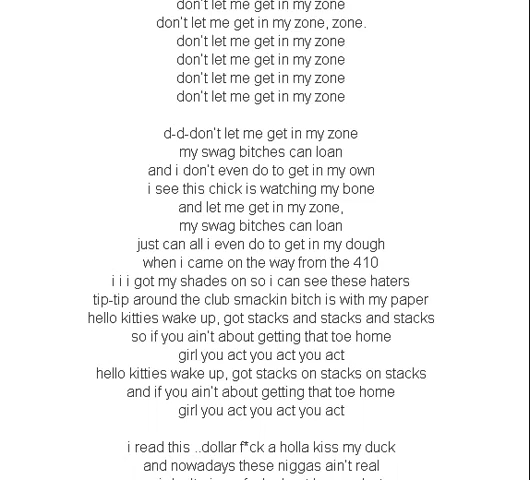 don't let me get in my zone
don't let me get in my zone, zone.
don't let me get in my zone
don't let me get in my zone
don't let me get in my zone
don't let me get in my zone
d-d-don't let me get in my zone
my swag bitches can loan
and i don't even do to get in my own
i see this chick is watching my bone
and let me get in my zone,
my swag bitches can loan
just can all i even do to get in my dough
when i came on the way from the 410
i i i got my shades on so i can see these haters
tip-tip around the club smackin bitch is with my paper
hello kitties wake up, got stacks and stacks and stacks
so if you ain't about getting that toe home
girl you act you act you act
hello kitties wake up, got stacks on stacks on stacks
and if you ain't about getting that toe home
girl you act you act you act
i read this ..dollar f*ck a holla kiss my duck
and nowadays these niggas ain't real